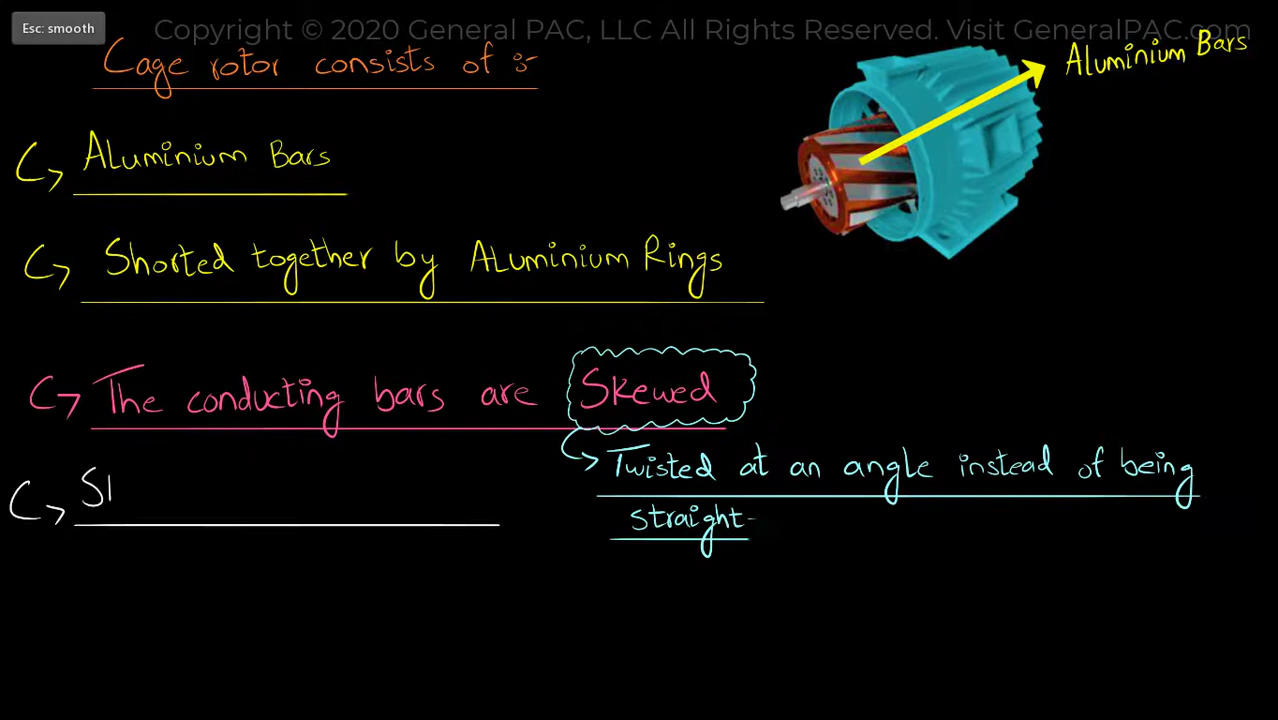 Esc: smooth
Copyright © 2020 General PAC, LLC All Rights Reserved. Visit GeneralPAC.com
Cage rotor consists of :-
Aluminium Bars
Aluminium Bars
Shorted together by Aluminium Rings
The conducting bars are Skewed
Twisted at an angle instead of being
straight